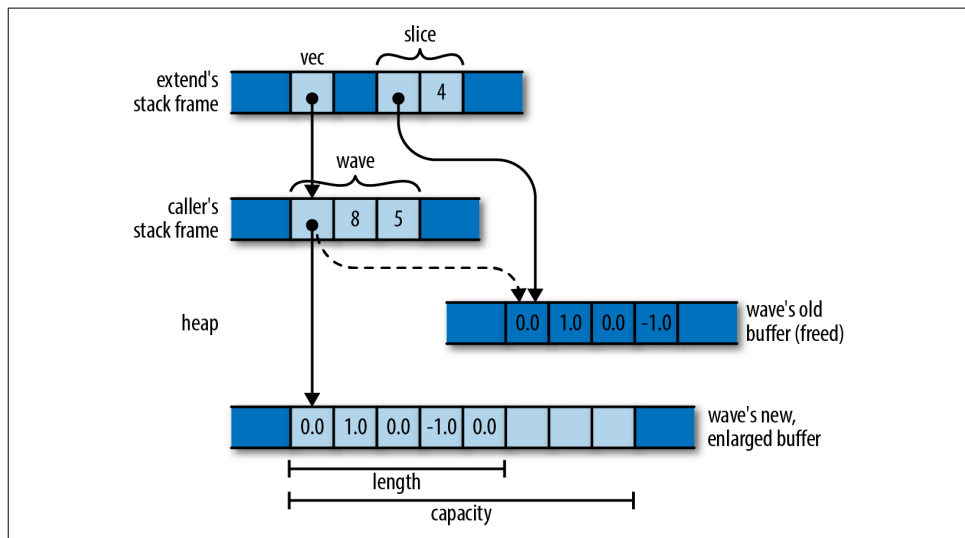 slice
vec
extend's
stack frame
4
wave
caller's
stack frame
8 5
heap
0.0 1.0 0.0 -1.0
wave's old
buffer (freed)
0.0 1.0 0.0 -1.0 0.0
wave's new,
enlarged buffer
length
capacity